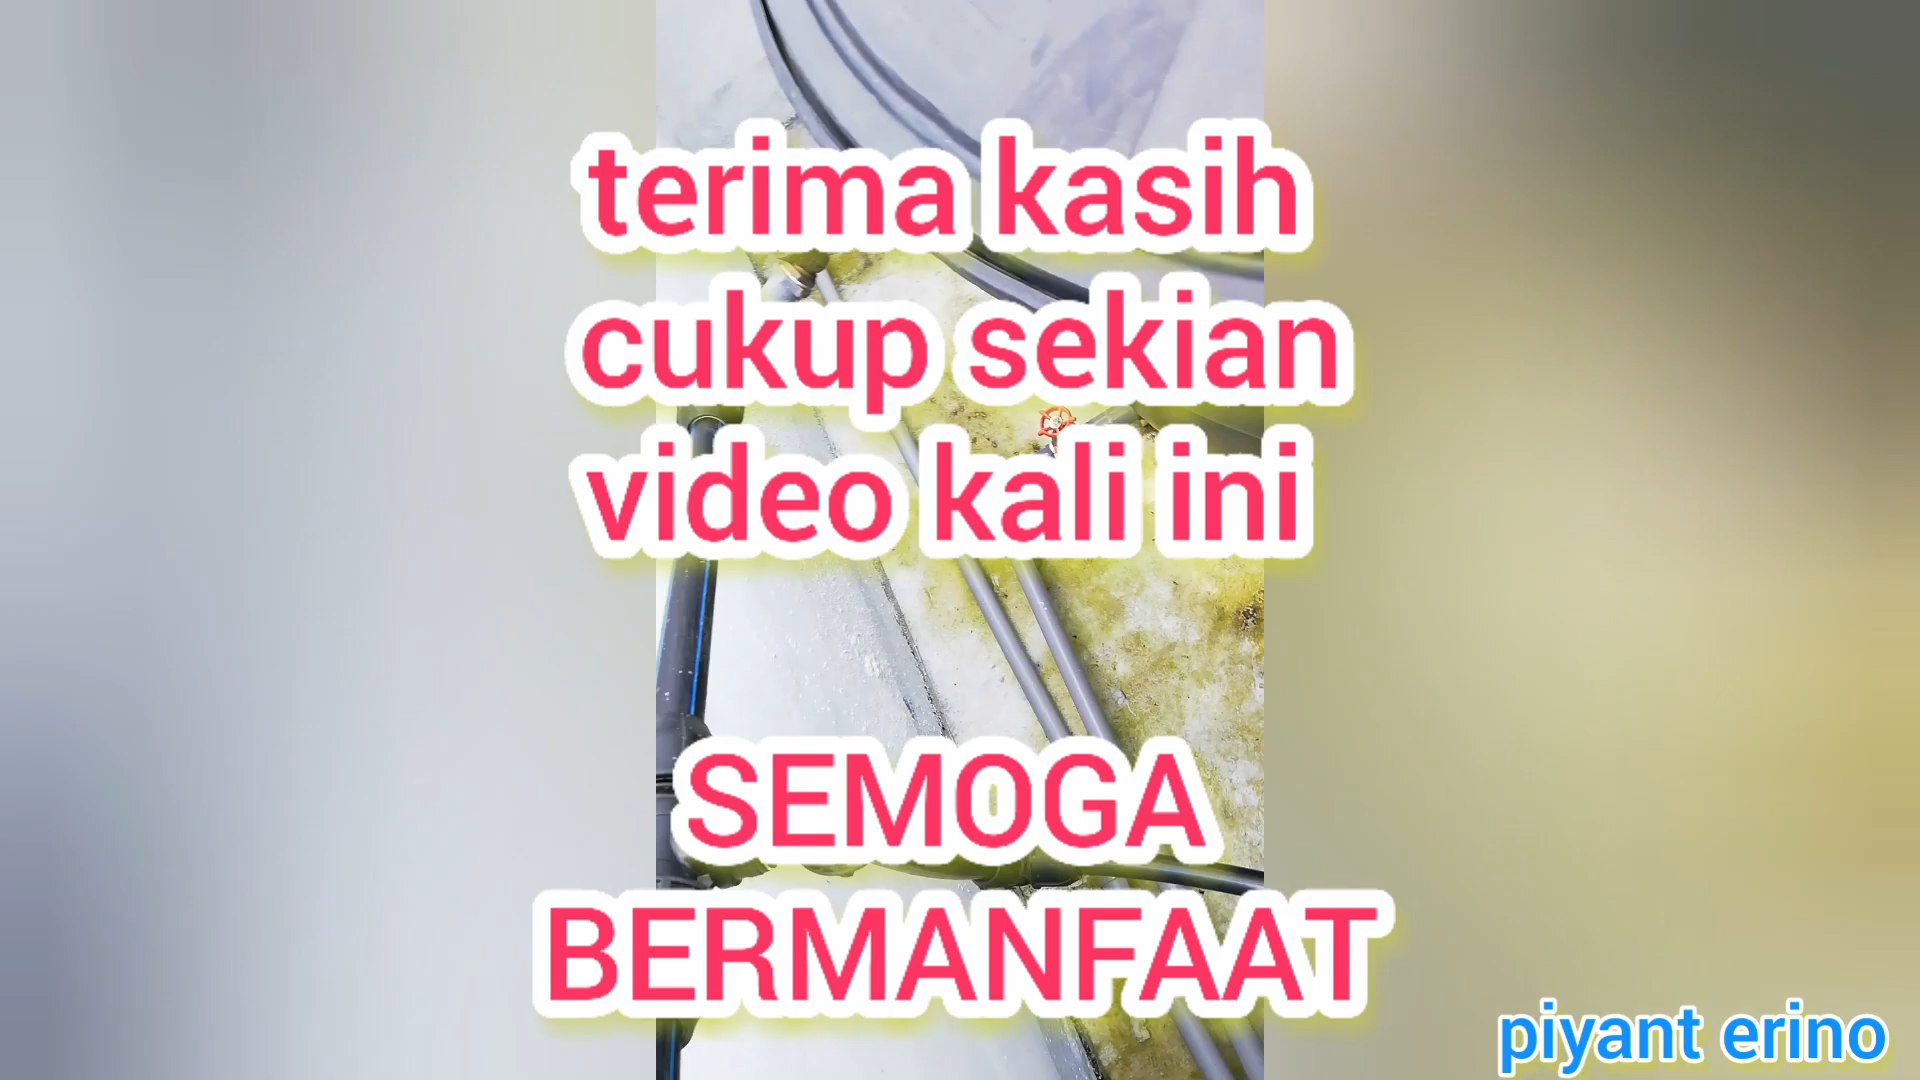 terima kasih
cukup sekian
video kali ini
SEMOGA
BERMANFAAT
piyant erino